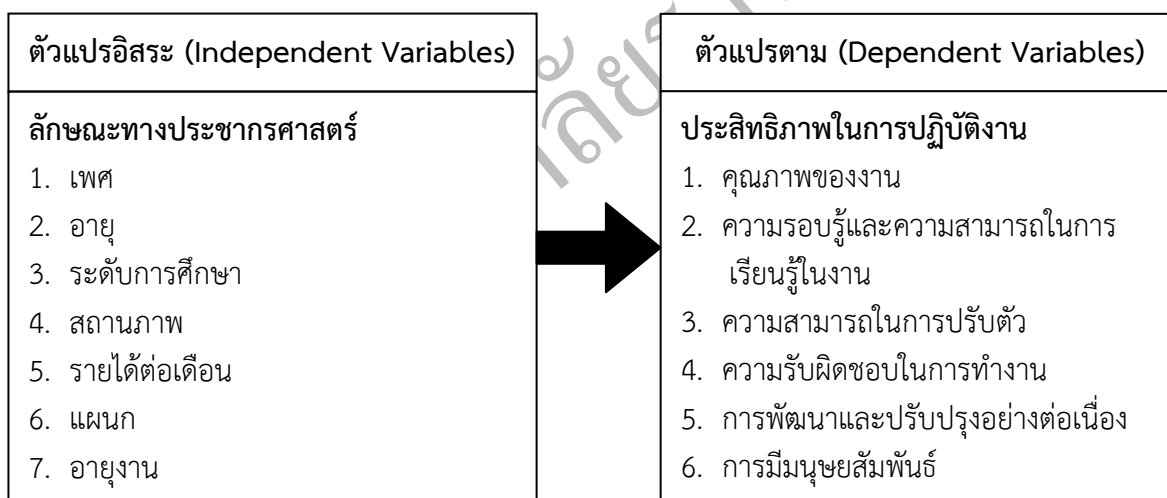 ตัวแปรอิสระ (Independent Variables)
ลักษณะทางประชากรศาสตร์
1. เพศ
2. อายุ
3. ระดับการศึกษา
4. สถานภาพ
5. รายได้ต่อเดือน
6. แผนก
7. อายุงาน
ตัวแปรตาม (Dependent Variables)
ประสิทธิภาพในการปฏิบัติงาน
1. คุณภาพของงาน
2. ความรอบรู้และความสามารถในการ
เรียนรู้ในงาน
3. ความสามารถในการปรับตัว
4. ความรับผิดชอบในการทำงาน
5. การพัฒนาและปรับปรุงอย่างต่อเนื่อง
6. การมีมนุษยสัมพันธ์